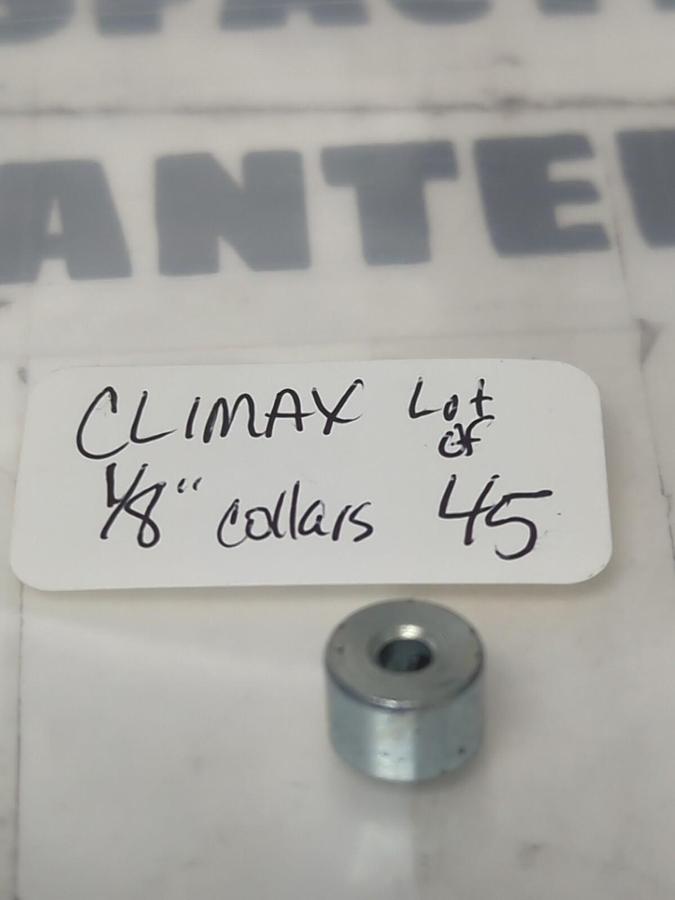 ANTE
CLIMAX Lot of
1/8" collars 45